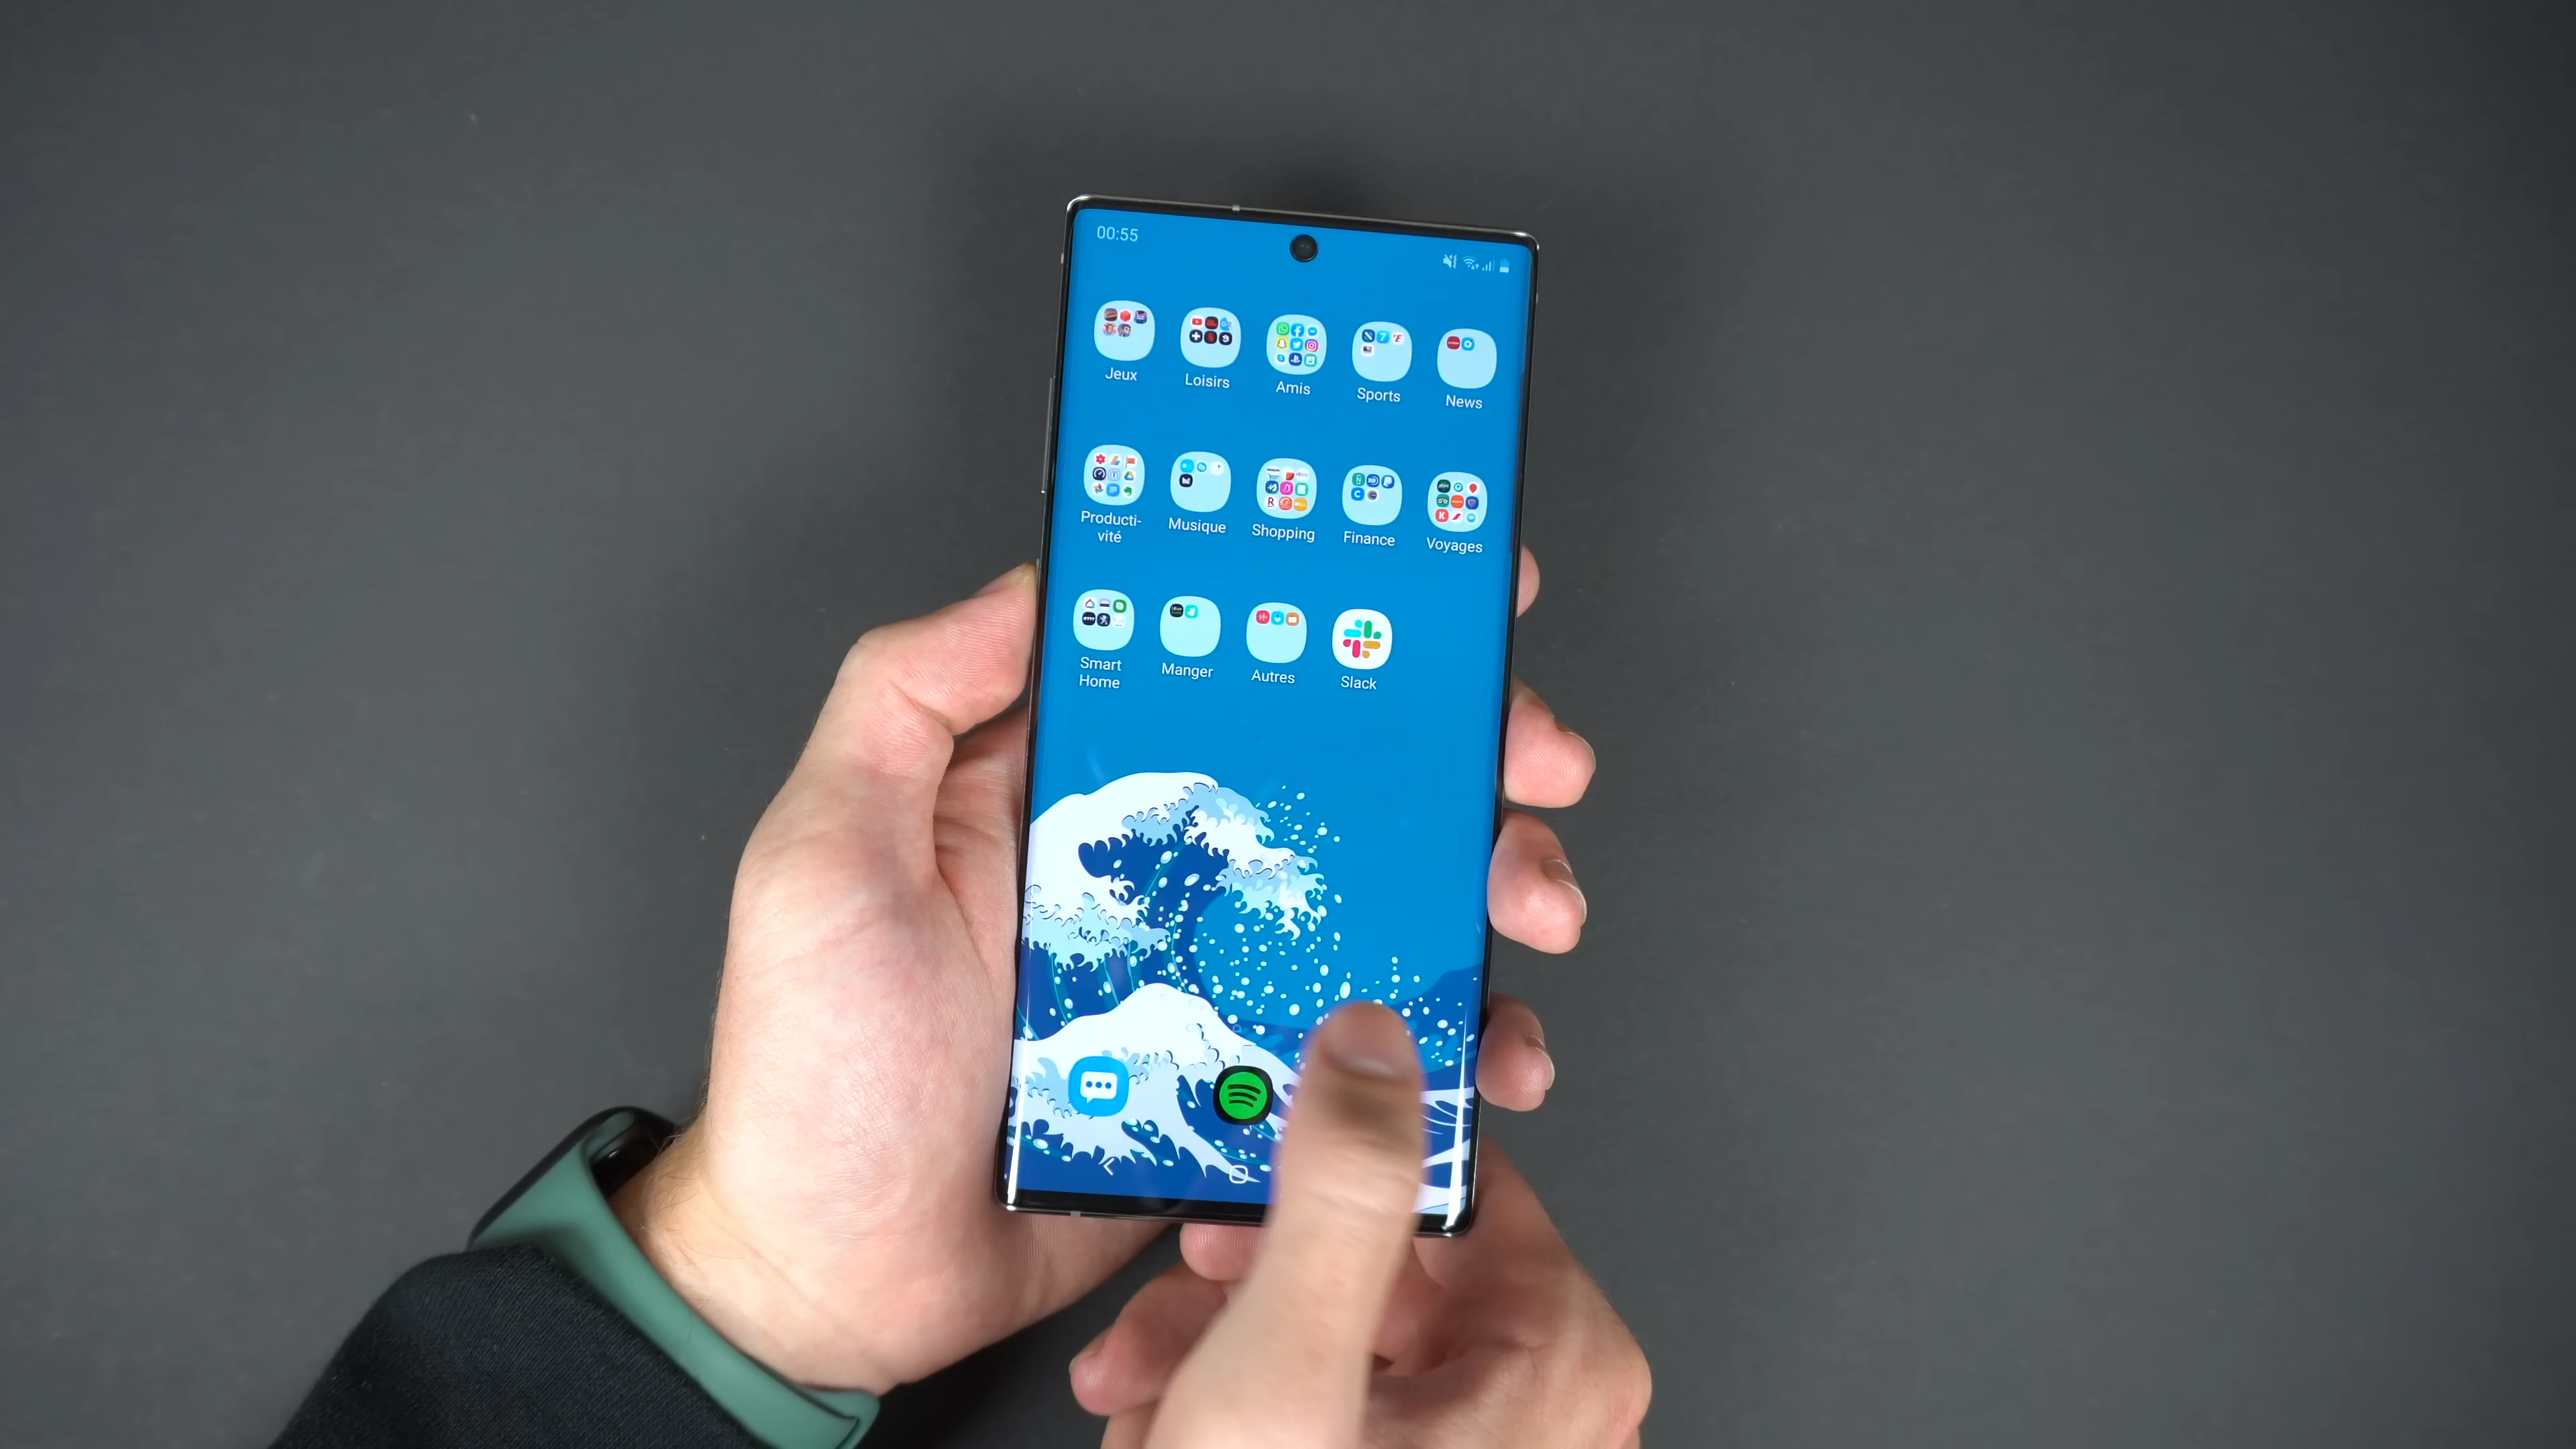 00:55
Jeux
Loisirs
Amis
Sports
News
Producti-
vité
Musique
Shopping
Finance
Voyages
Smart
Home
Manger
Autres
Slack